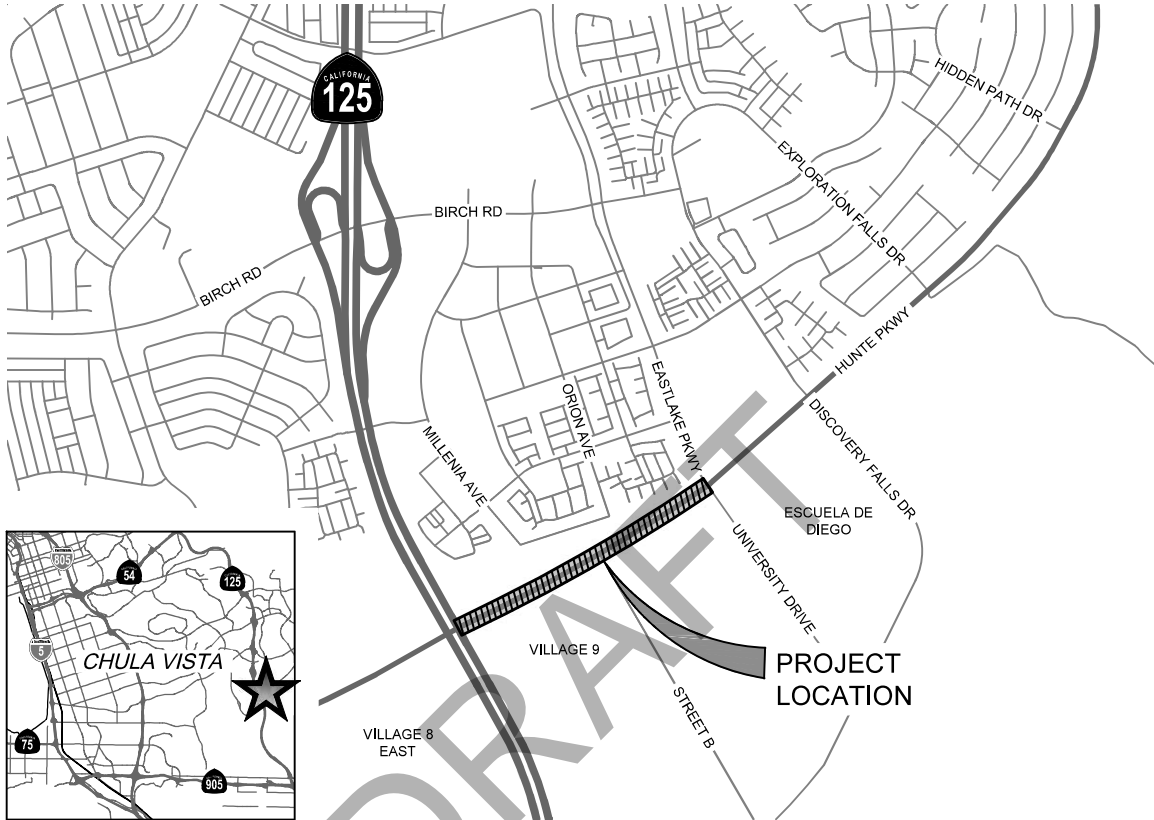 CALIFORNIA
125
HIDDEN PATH DR
EXPLORATION FALLS DR
BIRCH RD
BIRCH RD
HUNTE PKWY
EASTLAKE PKWY
ORION AVE
MILLENIA AVE
DISCOVERY FALLS DR
ESCUELA DE
DIEGO
UNIVERSITY DRIVE
VILLAGE 9
PROJECT
LOCATION
STREET B
VILLAGE 8
EAST
DRAFT
805
54
125
5
CHULA VISTA
75
905